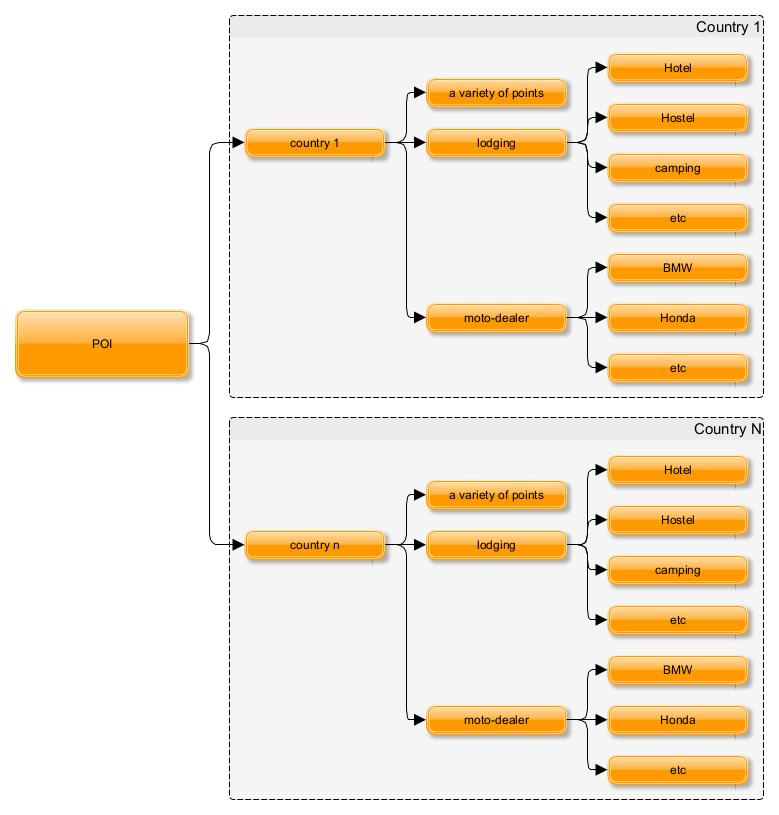 Country 1
Hotel
a variety of points
Hostel
country 1
lodging
camping
etc
BMW
moto-dealer
Honda
POI
etc
Country N
Hotel
a variety of points
Hostel
country n
lodging
camping
etc
BMW
moto-dealer
Honda
etc